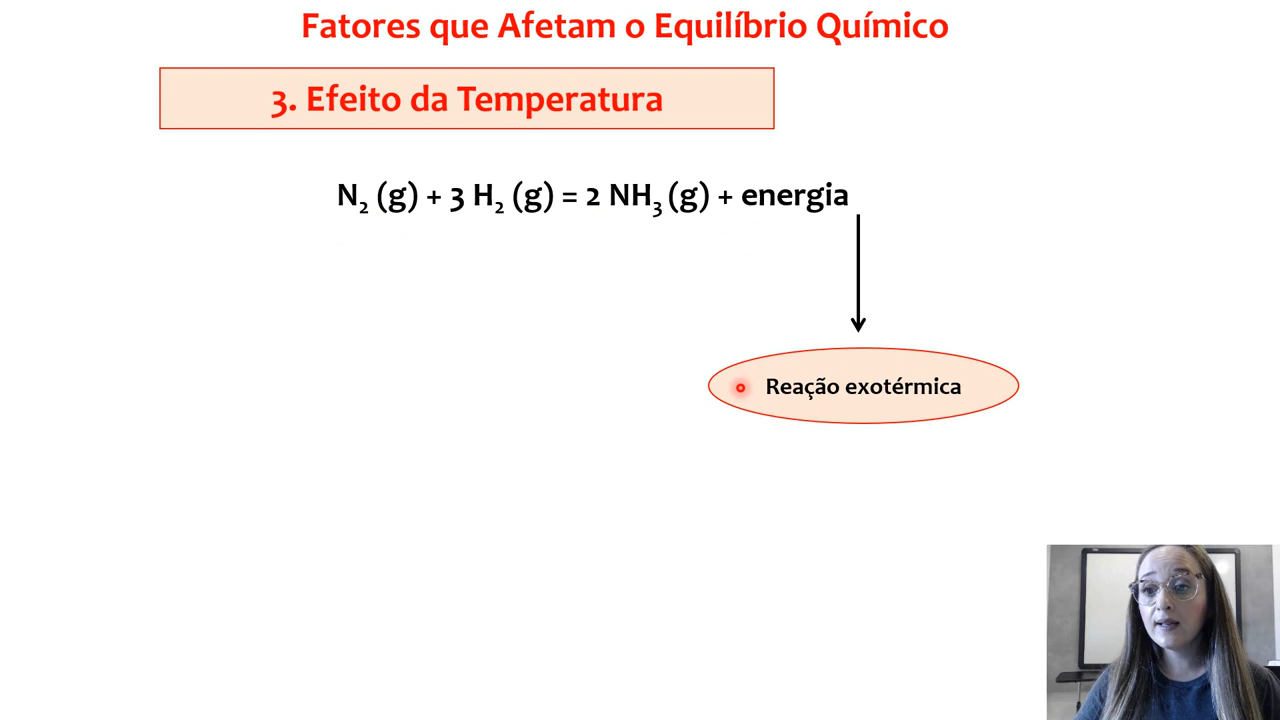 Fatores que Afetam o Equilíbrio Químico
3. Efeito da Temperatura
N₂ (g) + 3 H₂ (g) = 2 NH₃ (g) + energia
Reação exotérmica